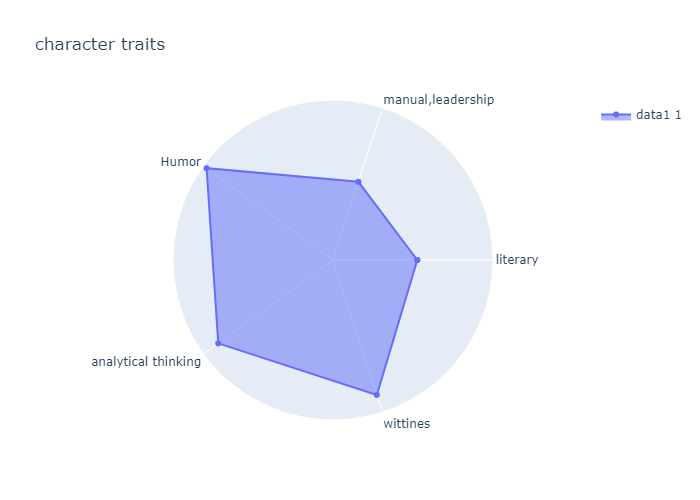 character traits
manual,leadership
data1 1
Humor
literary
analytical thinking
wittines